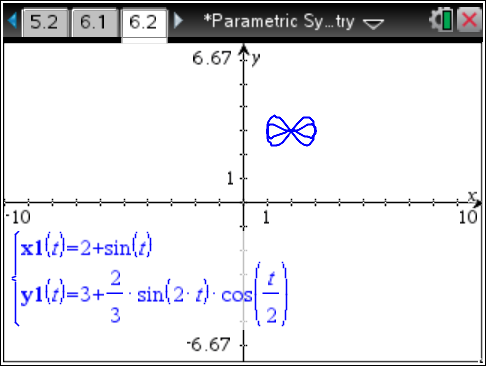 5.2 6.1 6.2 *Parametric Sy...try
6.67 y
1
x
-10 1 10
x1(t)=2+sin(t)
y1(t)=3+2/3·sin(2·t)·cos(t/2)
-6.67